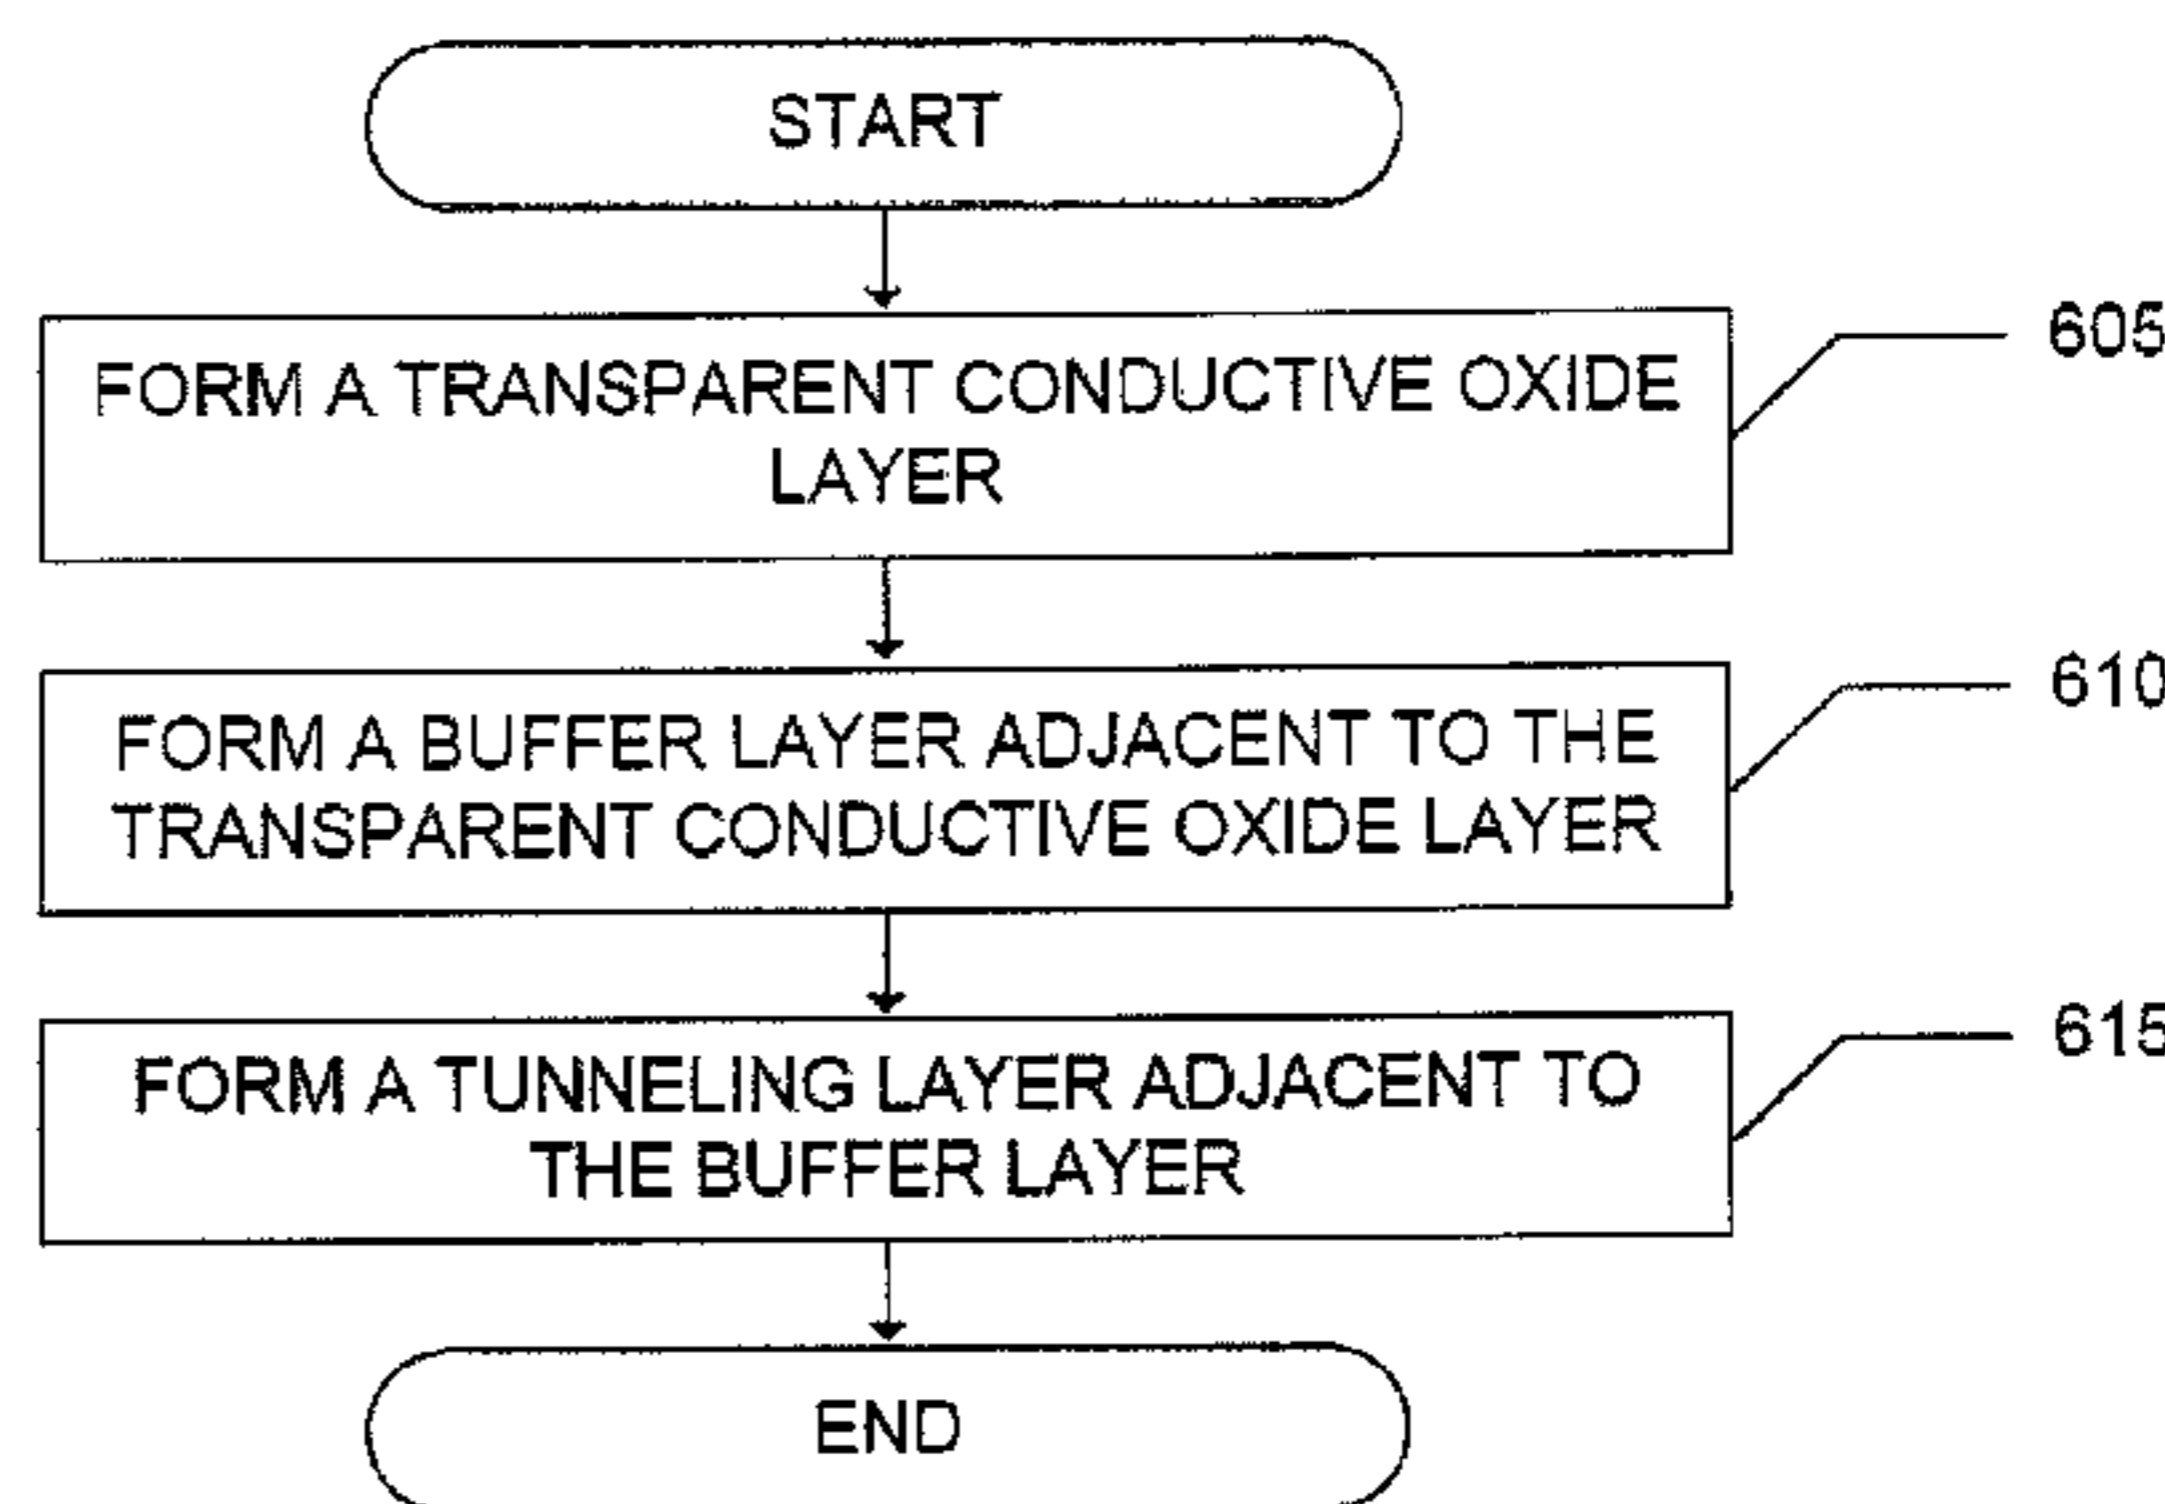 START
605
FORM A TRANSPARENT CONDUCTIVE OXIDE
LAYER
610
FORM A BUFFER LAYER ADJACENT TO THE
TRANSPARENT CONDUCTIVE OXIDE LAYER
615
FORM A TUNNELING LAYER ADJACENT TO
THE BUFFER LAYER
END